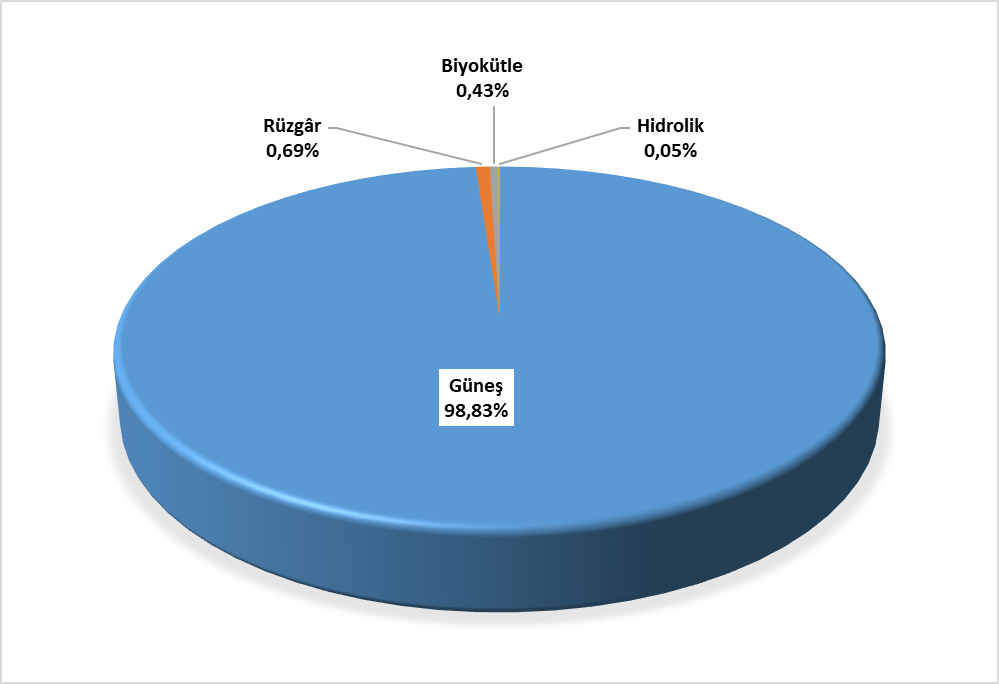 Biyokütle
0,43%
Rüzgâr
0,69%
Hidrolik
0,05%
Güneş
98,83%